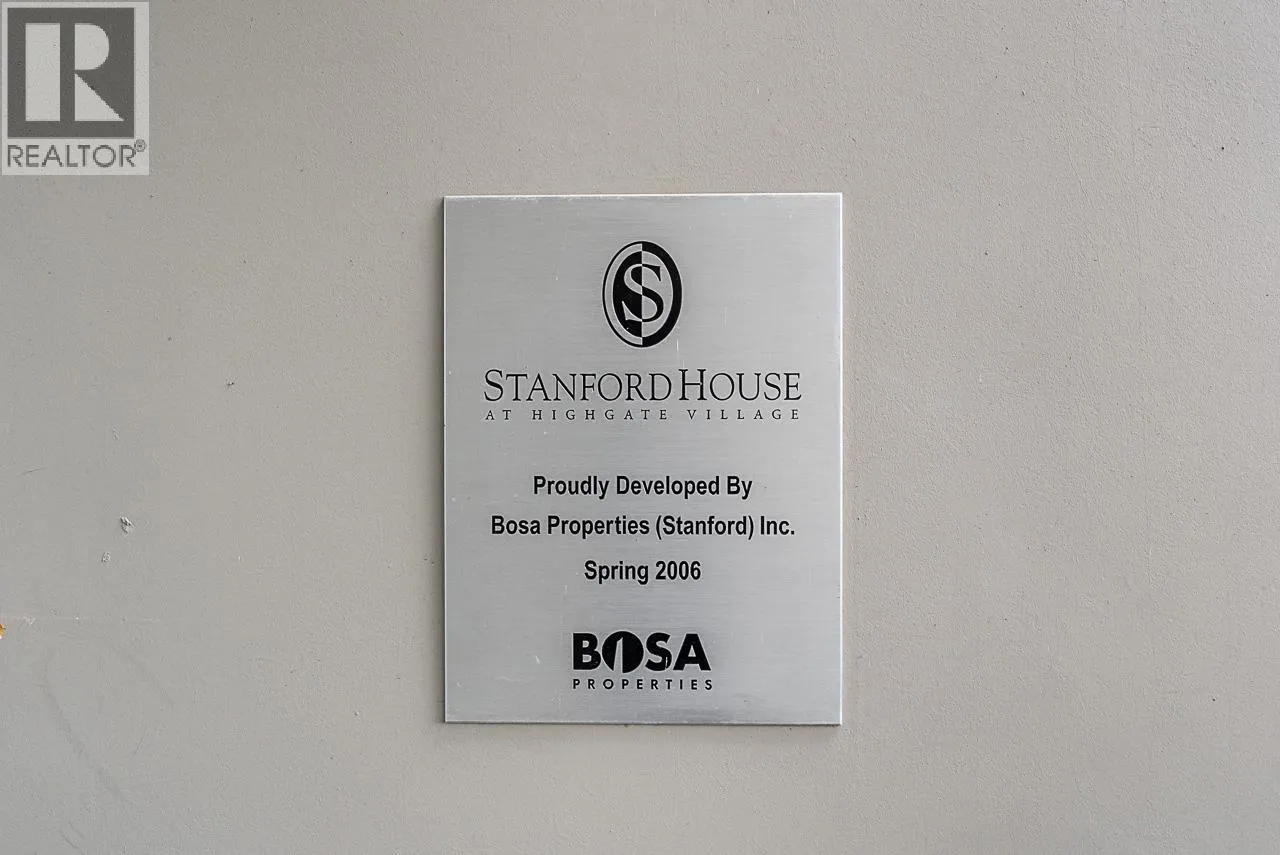 R
REALTOR®
S
STANFORD HOUSE
AT HIGHGATE VILLAGE
Proudly Developed By
Bosa Properties (Stanford) Inc.
Spring 2006
BOSA
PROPERTIES